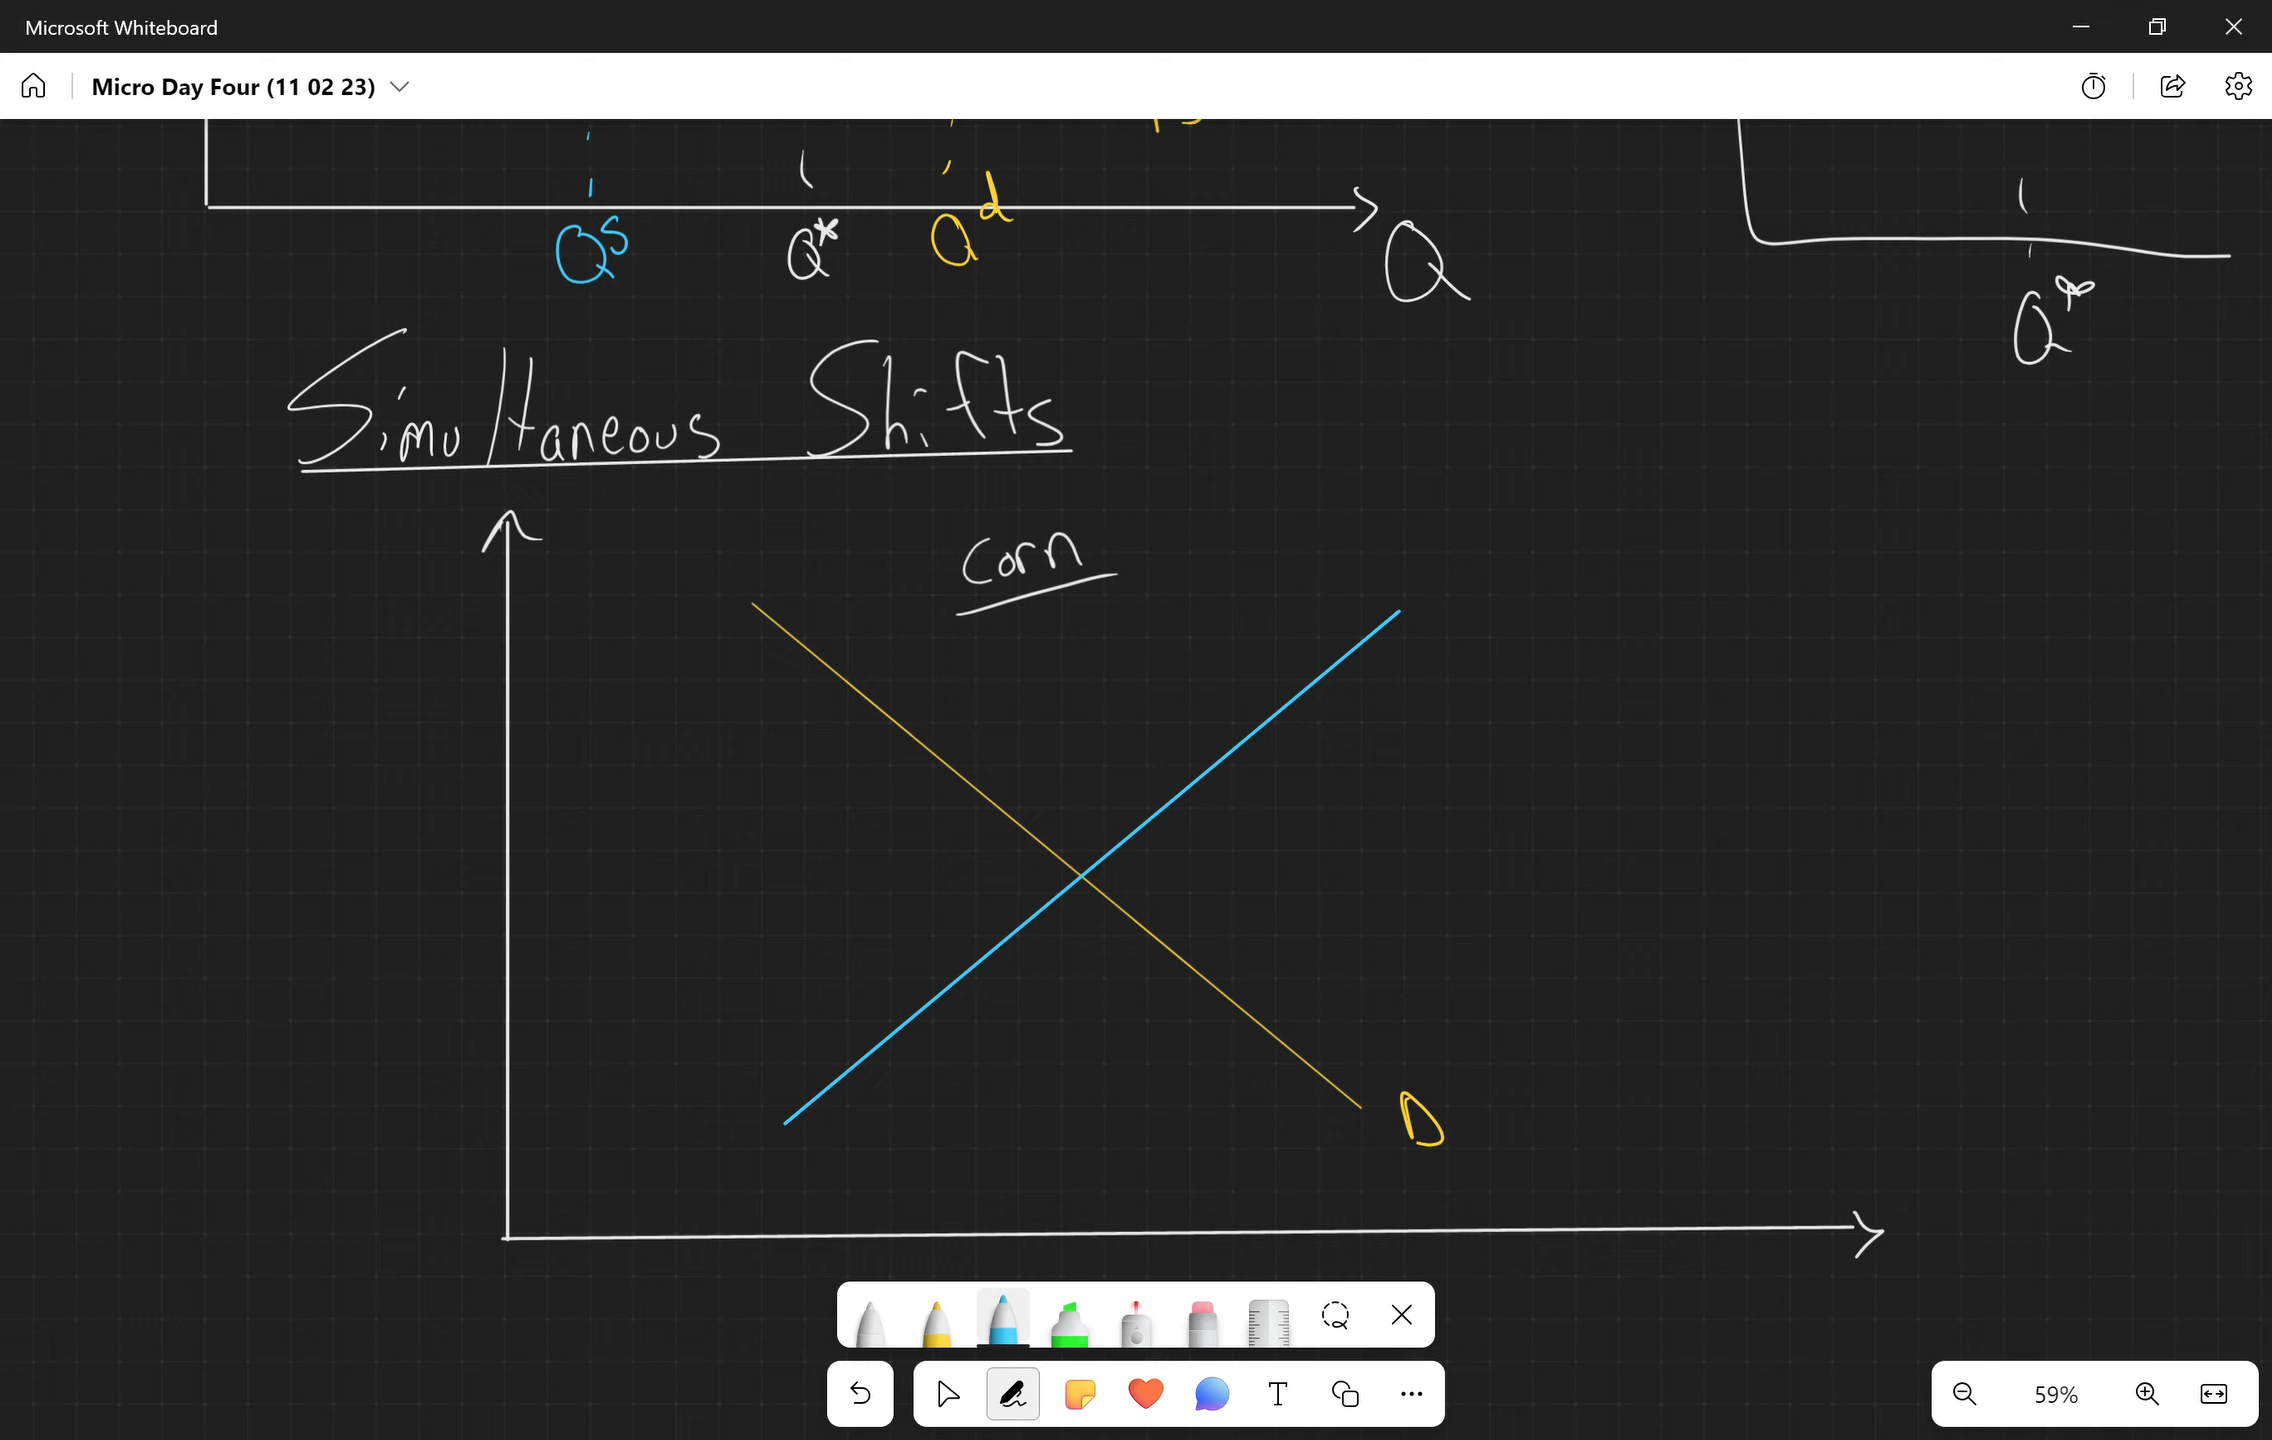 Microsoft Whiteboard
Micro Day Four (11 02 23)
Qˢ Q* Qᵈ Q
Q*
Simultaneous Shifts
Corn
D
59%